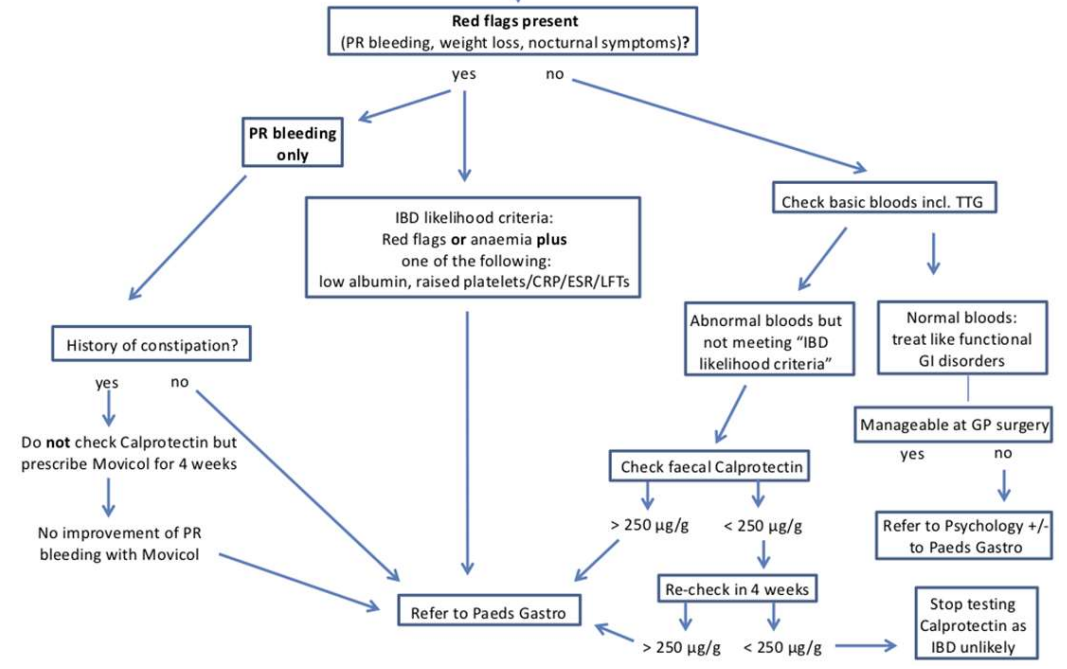 Red flags present
(PR bleeding, weight loss, nocturnal symptoms)?
yes
no
PR bleeding
only
IBD likelihood criteria:
Red flags or anaemia plus
one of the following:
low albumin, raised platelets/CRP/ESR/LFTs
Check basic bloods incl. TTG
History of constipation?
yes
no
Do not check Calprotectin but
prescribe Movicol for 4 weeks
No improvement of PR
bleeding with Movicol
Abnormal bloods but
not meeting “IBD
likelihood criteria”
Normal bloods:
treat like functional
GI disorders
Manageable at GP surgery
yes
no
Check faecal Calprotectin
> 250 µg/g
< 250 µg/g
Refer to Psychology +/-
to Paeds Gastro
Re-check in 4 weeks
Refer to Paeds Gastro
> 250 µg/g
< 250 µg/g
Stop testing
Calprotectin as
IBD unlikely